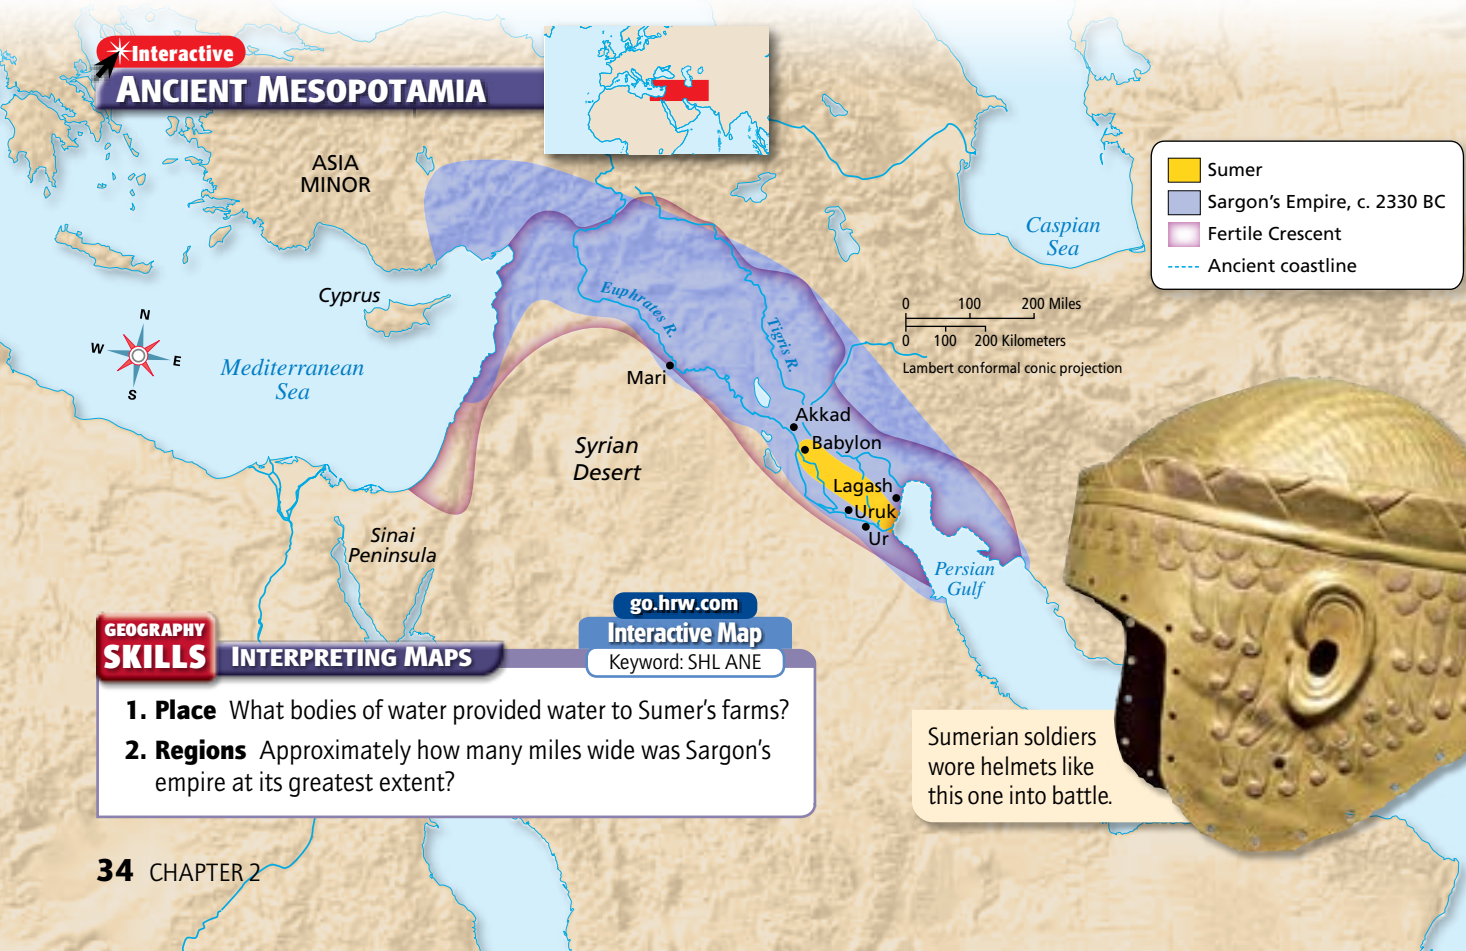 Interactive
ANCIENT MESOPOTAMIA
ASIA
MINOR
Sumer
Sargon's Empire, c. 2330 BC
Fertile Crescent
Ancient coastline
Caspian
Sea
Cyprus
0 100 200 Miles
0 100 200 Kilometers
Lambert conformal conic projection
N
W E
S
Mediterranean
Sea
Euphrates R.
Tigris R.
Mari
Akkad
Babylon
Syrian
Desert
Lagash
Uruk
Ur
Sinai
Peninsula
Persian
Gulf
go.hrw.com
Interactive Map
Keyword: SHL ANE
GEOGRAPHY
SKILLS
INTERPRETING MAPS
1. Place What bodies of water provided water to Sumer's farms?
2. Regions Approximately how many miles wide was Sargon's
empire at its greatest extent?
Sumerian soldiers
wore helmets like
this one into battle.
34 CHAPTER 2